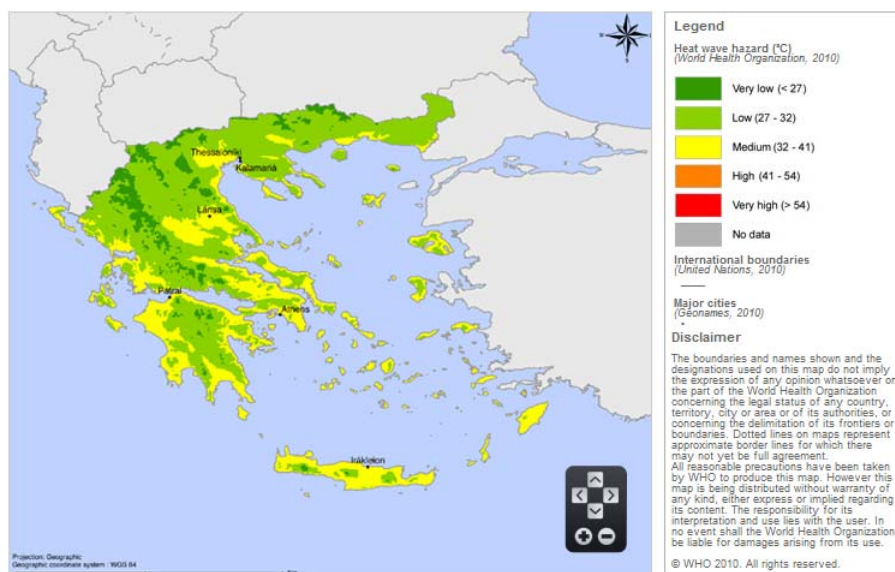 Thessaloniki
Kalamaria
Larisa
Patrai
Athens
Irakleion
Projection: Geographic
Geographic coordinate system : WGS 84
Legend
Heat wave hazard (°C)
(World Health Organization, 2010)
Very low (< 27)
Low (27 - 32)
Medium (32 - 41)
High (41 - 54)
Very high (> 54)
No data
International boundaries
(United Nations, 2010)
Major cities
(Geonames, 2010)
Disclaimer
The boundaries and names shown and the
designations used on this map do not imply
the expression of any opinion whatsoever on
the part of the World Health Organization
concerning the legal status of any country,
territory, city or area or of its authorities, or
concerning the delimitation of its frontiers or
boundaries. Dotted lines on maps represent
approximate border lines for which there
may not yet be full agreement.
All reasonable precautions have been taken
by WHO to produce this map. However this
map is being distributed without warranty of
any kind, either express or implied regarding
its content. The responsibility for its
interpretation and use lies with the user. In
no event shall the World Health Organization
be liable for damages arising from its use.
© WHO 2010. All rights reserved.